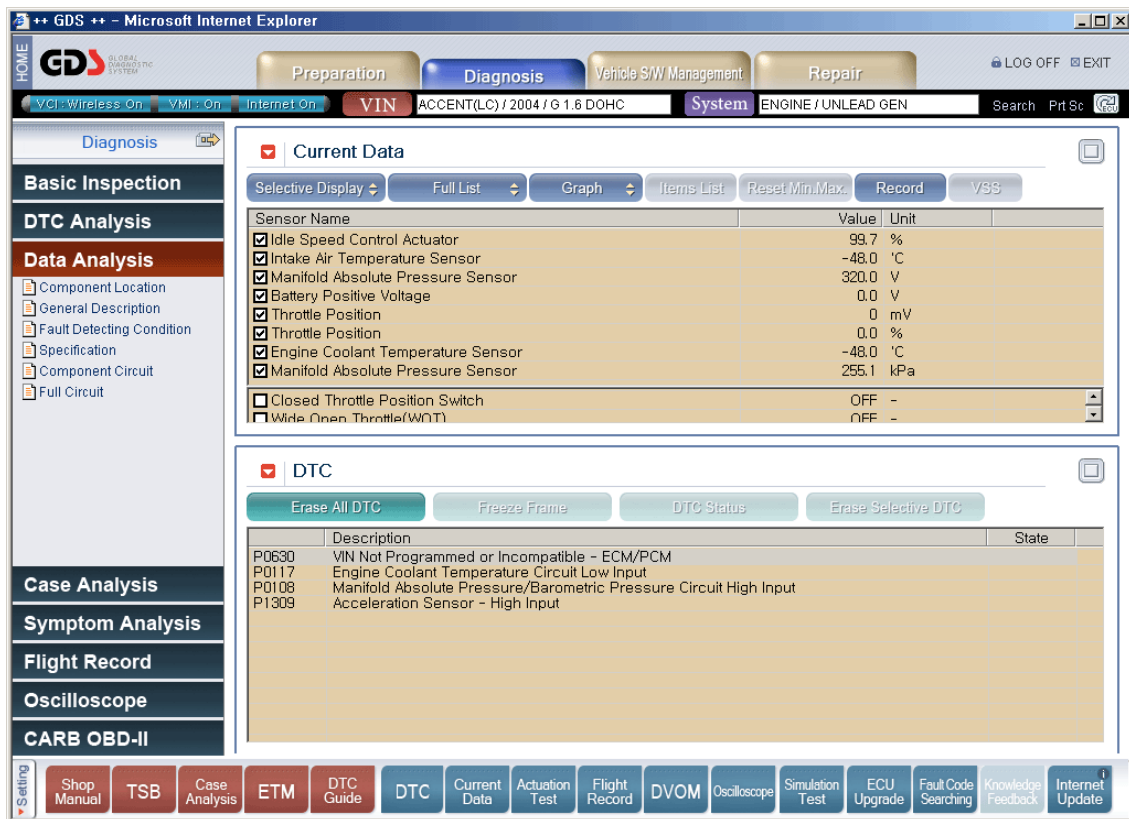 ++ GDS ++ - Microsoft Internet Explorer
HOME
GDS GLOBAL DIAGNOSTIC SYSTEM
Preparation
Diagnosis
Vehicle S/W Management
Repair
LOG OFF
EXIT
VCI : Wireless On
VMI : On
Internet On
VIN
ACCENT(LC) / 2004 / G 1.6 DOHC
System
ENGINE / UNLEAD GEN
Search
Prt Sc
ECU
Diagnosis
Basic Inspection
DTC Analysis
Data Analysis
Component Location
General Description
Fault Detecting Condition
Specification
Component Circuit
Full Circuit
Case Analysis
Symptom Analysis
Flight Record
Oscilloscope
CARB OBD-II
Current Data
Selective Display
Full List
Graph
Items List
Reset Min.Max.
Record
VSS
Sensor Name Value Unit
Idle Speed Control Actuator 99.7 %
Intake Air Temperature Sensor -48.0 'C
Manifold Absolute Pressure Sensor 320.0 V
Battery Positive Voltage 0.0 V
Throttle Position 0 mV
Throttle Position 0.0 %
Engine Coolant Temperature Sensor -48.0 'C
Manifold Absolute Pressure Sensor 255.1 kPa
Closed Throttle Position Switch OFF -
Wide Open Throttle(WOT) OFF -
DTC
Erase All DTC
Freeze Frame
DTC Status
Erase Selective DTC
Description State
P0630 VIN Not Programmed or Incompatible - ECM/PCM
P0117 Engine Coolant Temperature Circuit Low Input
P0108 Manifold Absolute Pressure/Barometric Pressure Circuit High Input
P1309 Acceleration Sensor - High Input
Setting
Shop Manual
TSB
Case Analysis
ETM
DTC Guide
DTC
Current Data
Actuation Test
Flight Record
DVOM
Oscilloscope
Simulation Test
ECU Upgrade
Fault Code Searching
Knowledge Feedback
Internet Update